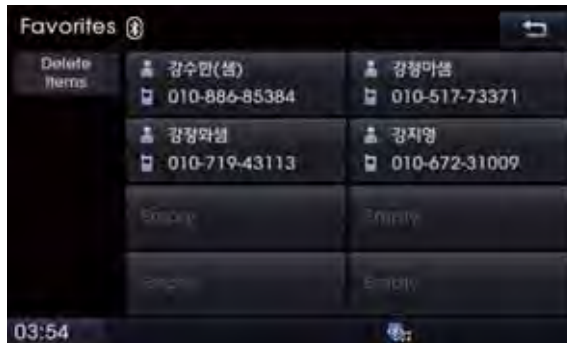 Favorites
Delete
Items
강수민(샘)
010-886-85384
강정마샘
010-517-73371
강정와샘
010-719-43113
강지영
010-672-31009
Empty
Empty
Empty
Empty
03:54